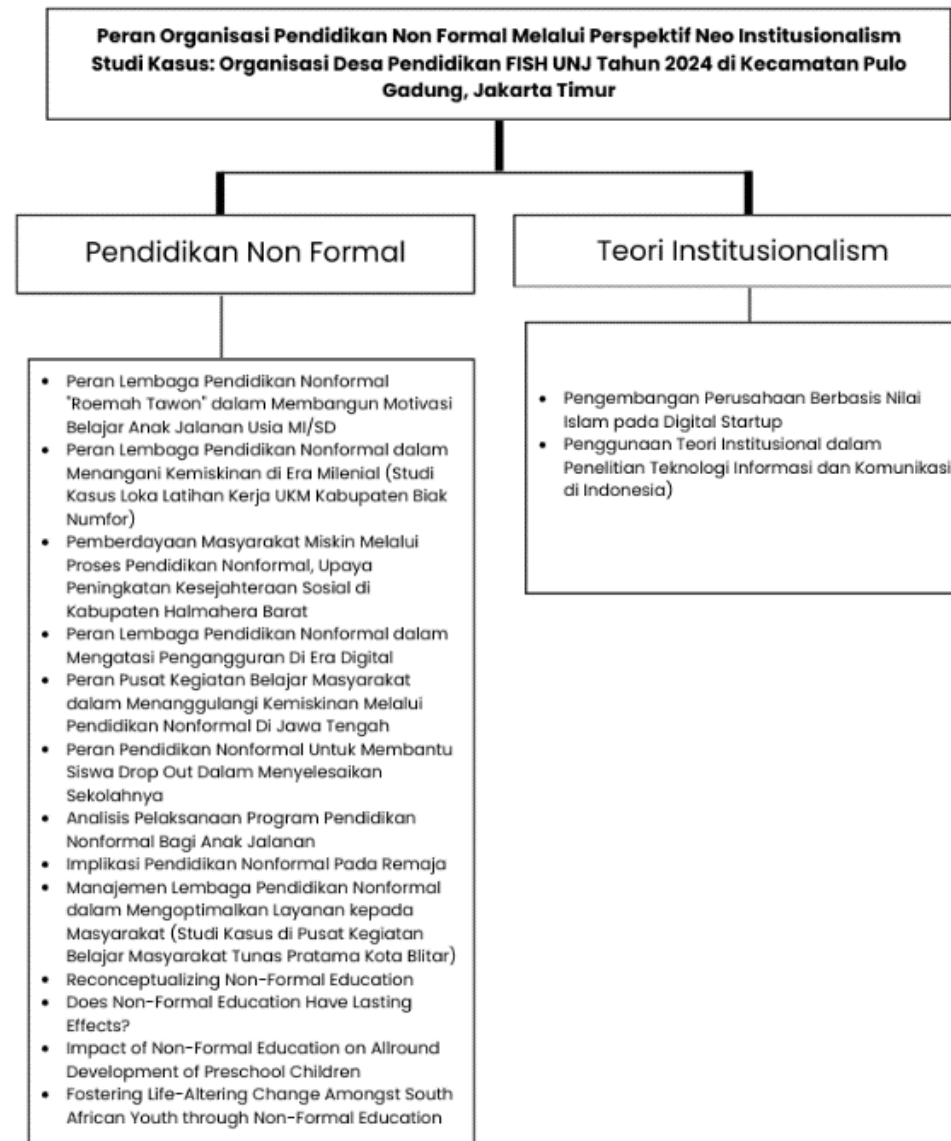 Peran Organisasi Pendidikan Non Formal Melalui Perspektif Neo Institusionalism
Studi Kasus: Organisasi Desa Pendidikan FISH UNJ Tahun 2024 di Kecamatan Pulo
Gadung, Jakarta Timur
Pendidikan Non Formal
• Peran Lembaga Pendidikan Nonformal
"Roemah Tawon" dalam Membangun Motivasi
Belajar Anak Jalanan Usia MI/SD
• Peran Lembaga Pendidikan Nonformal dalam
Menangani Kemiskinan di Era Milenial (Studi
Kasus Loka Latihan Kerja UKM Kabupaten Biak
Numfor)
• Pemberdayaan Masyarakat Miskin Melalui
Proses Pendidikan Nonformal, Upaya
Peningkatan Kesejahteraan Sosial di
Kabupaten Halmahera Barat
• Peran Lembaga Pendidikan Nonformal dalam
Mengatasi Pengangguran Di Era Digital
• Peran Pusat Kegiatan Belajar Masyarakat
dalam Menanggulangi Kemiskinan Melalui
Pendidikan Nonformal Di Jawa Tengah
• Peran Pendidikan Nonformal Untuk Membantu
Siswa Drop Out Dalam Menyelesaikan
Sekolahnya
• Analisis Pelaksanaan Program Pendidikan
Nonformal Bagi Anak Jalanan
• Implikasi Pendidikan Nonformal Pada Remaja
• Manajemen Lembaga Pendidikan Nonformal
dalam Mengoptimalkan Layanan kepada
Masyarakat (Studi Kasus di Pusat Kegiatan
Belajar Masyarakat Tunas Pratama Kota Blitar)
• Reconceptualizing Non-Formal Education
• Does Non-Formal Education Have Lasting
Effects?
• Impact of Non-Formal Education on Allround
Development of Preschool Children
• Fostering Life-Altering Change Amongst South
African Youth through Non-Formal Education
Teori Institusionalism
• Pengembangan Perusahaan Berbasis Nilai
Islam pada Digital Startup
• Penggunaan Teori Institusional dalam
Penelitian Teknologi Informasi dan Komunikasi
di Indonesia)